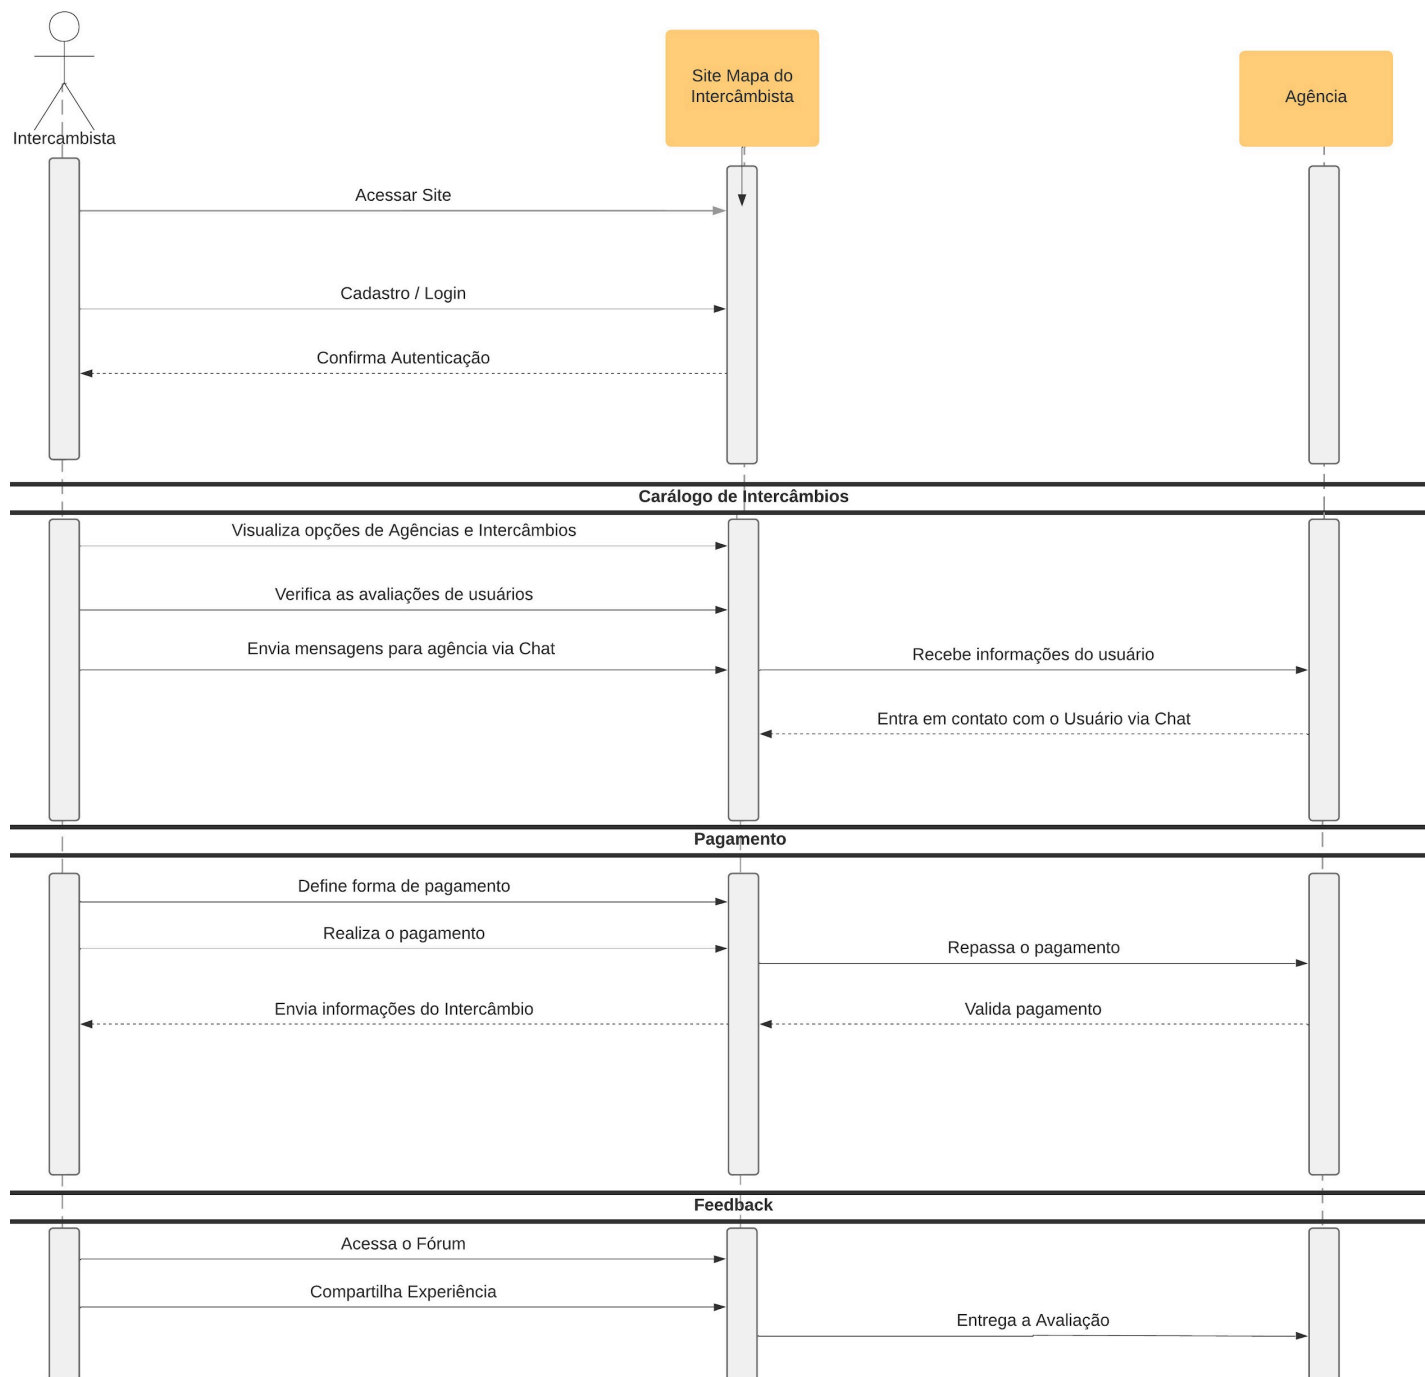 Site Mapa do
Intercâmbista
Agência
Intercambista
Acessar Site
Cadastro / Login
Confirma Autenticação
Carálogo de Intercâmbios
Visualiza opções de Agências e Intercâmbios
Verifica as avaliações de usuários
Envia mensagens para agência via Chat
Recebe informações do usuário
Entra em contato com o Usuário via Chat
Pagamento
Define forma de pagamento
Realiza o pagamento
Repassa o pagamento
Envia informações do Intercâmbio
Valida pagamento
Feedback
Acessa o Fórum
Compartilha Experiência
Entrega a Avaliação